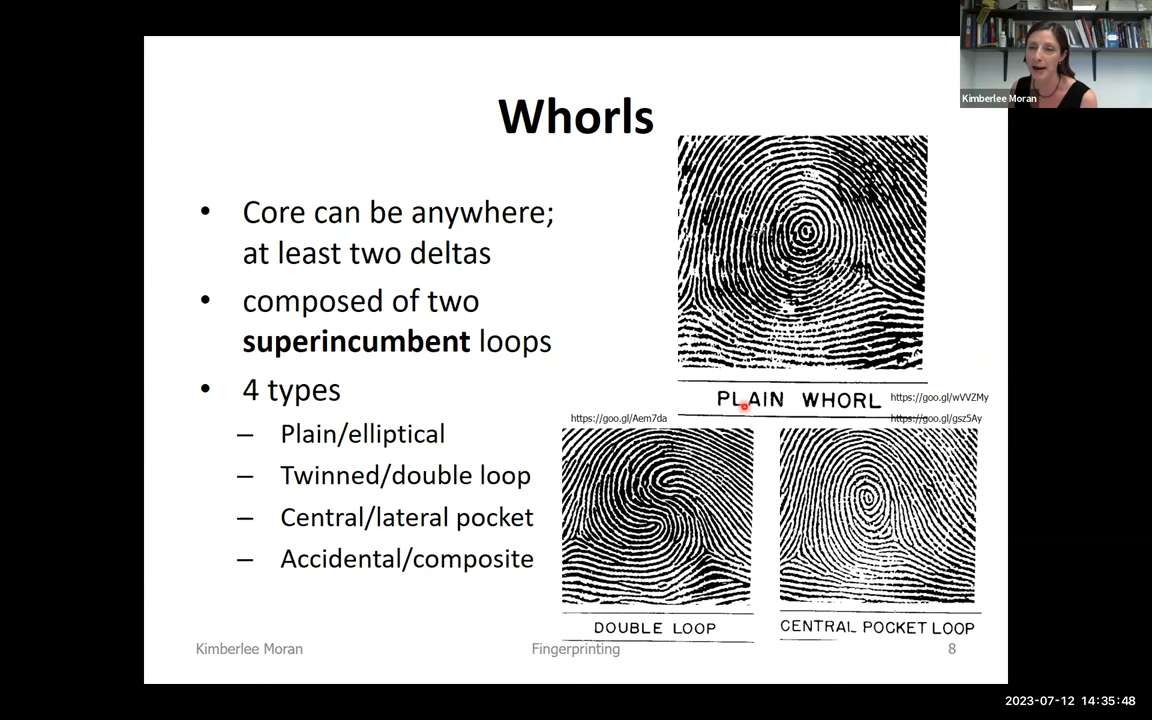 Kimberlee Moran
Whorls
• Core can be anywhere;
at least two deltas
• composed of two
superincumbent loops
• 4 types
– Plain/elliptical
– Twinned/double loop
– Central/lateral pocket
– Accidental/composite
PLAIN WHORL
https://goo.gl/wVVZMy
https://goo.gl/Aem7da
https://goo.gl/gsz5Ay
DOUBLE LOOP
CENTRAL POCKET LOOP
Kimberlee Moran
Fingerprinting
8
2023-07-12 14:35:48